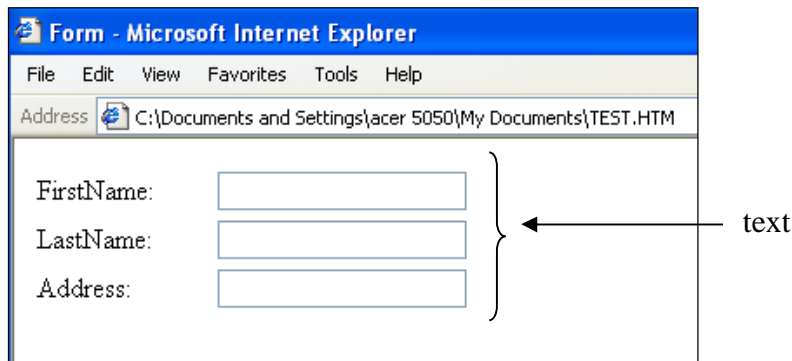 Form - Microsoft Internet Explorer
File Edit View Favorites Tools Help
Address C:\Documents and Settings\acer 5050\My Documents\TEST.HTM
FirstName:
LastName:
Address:
text